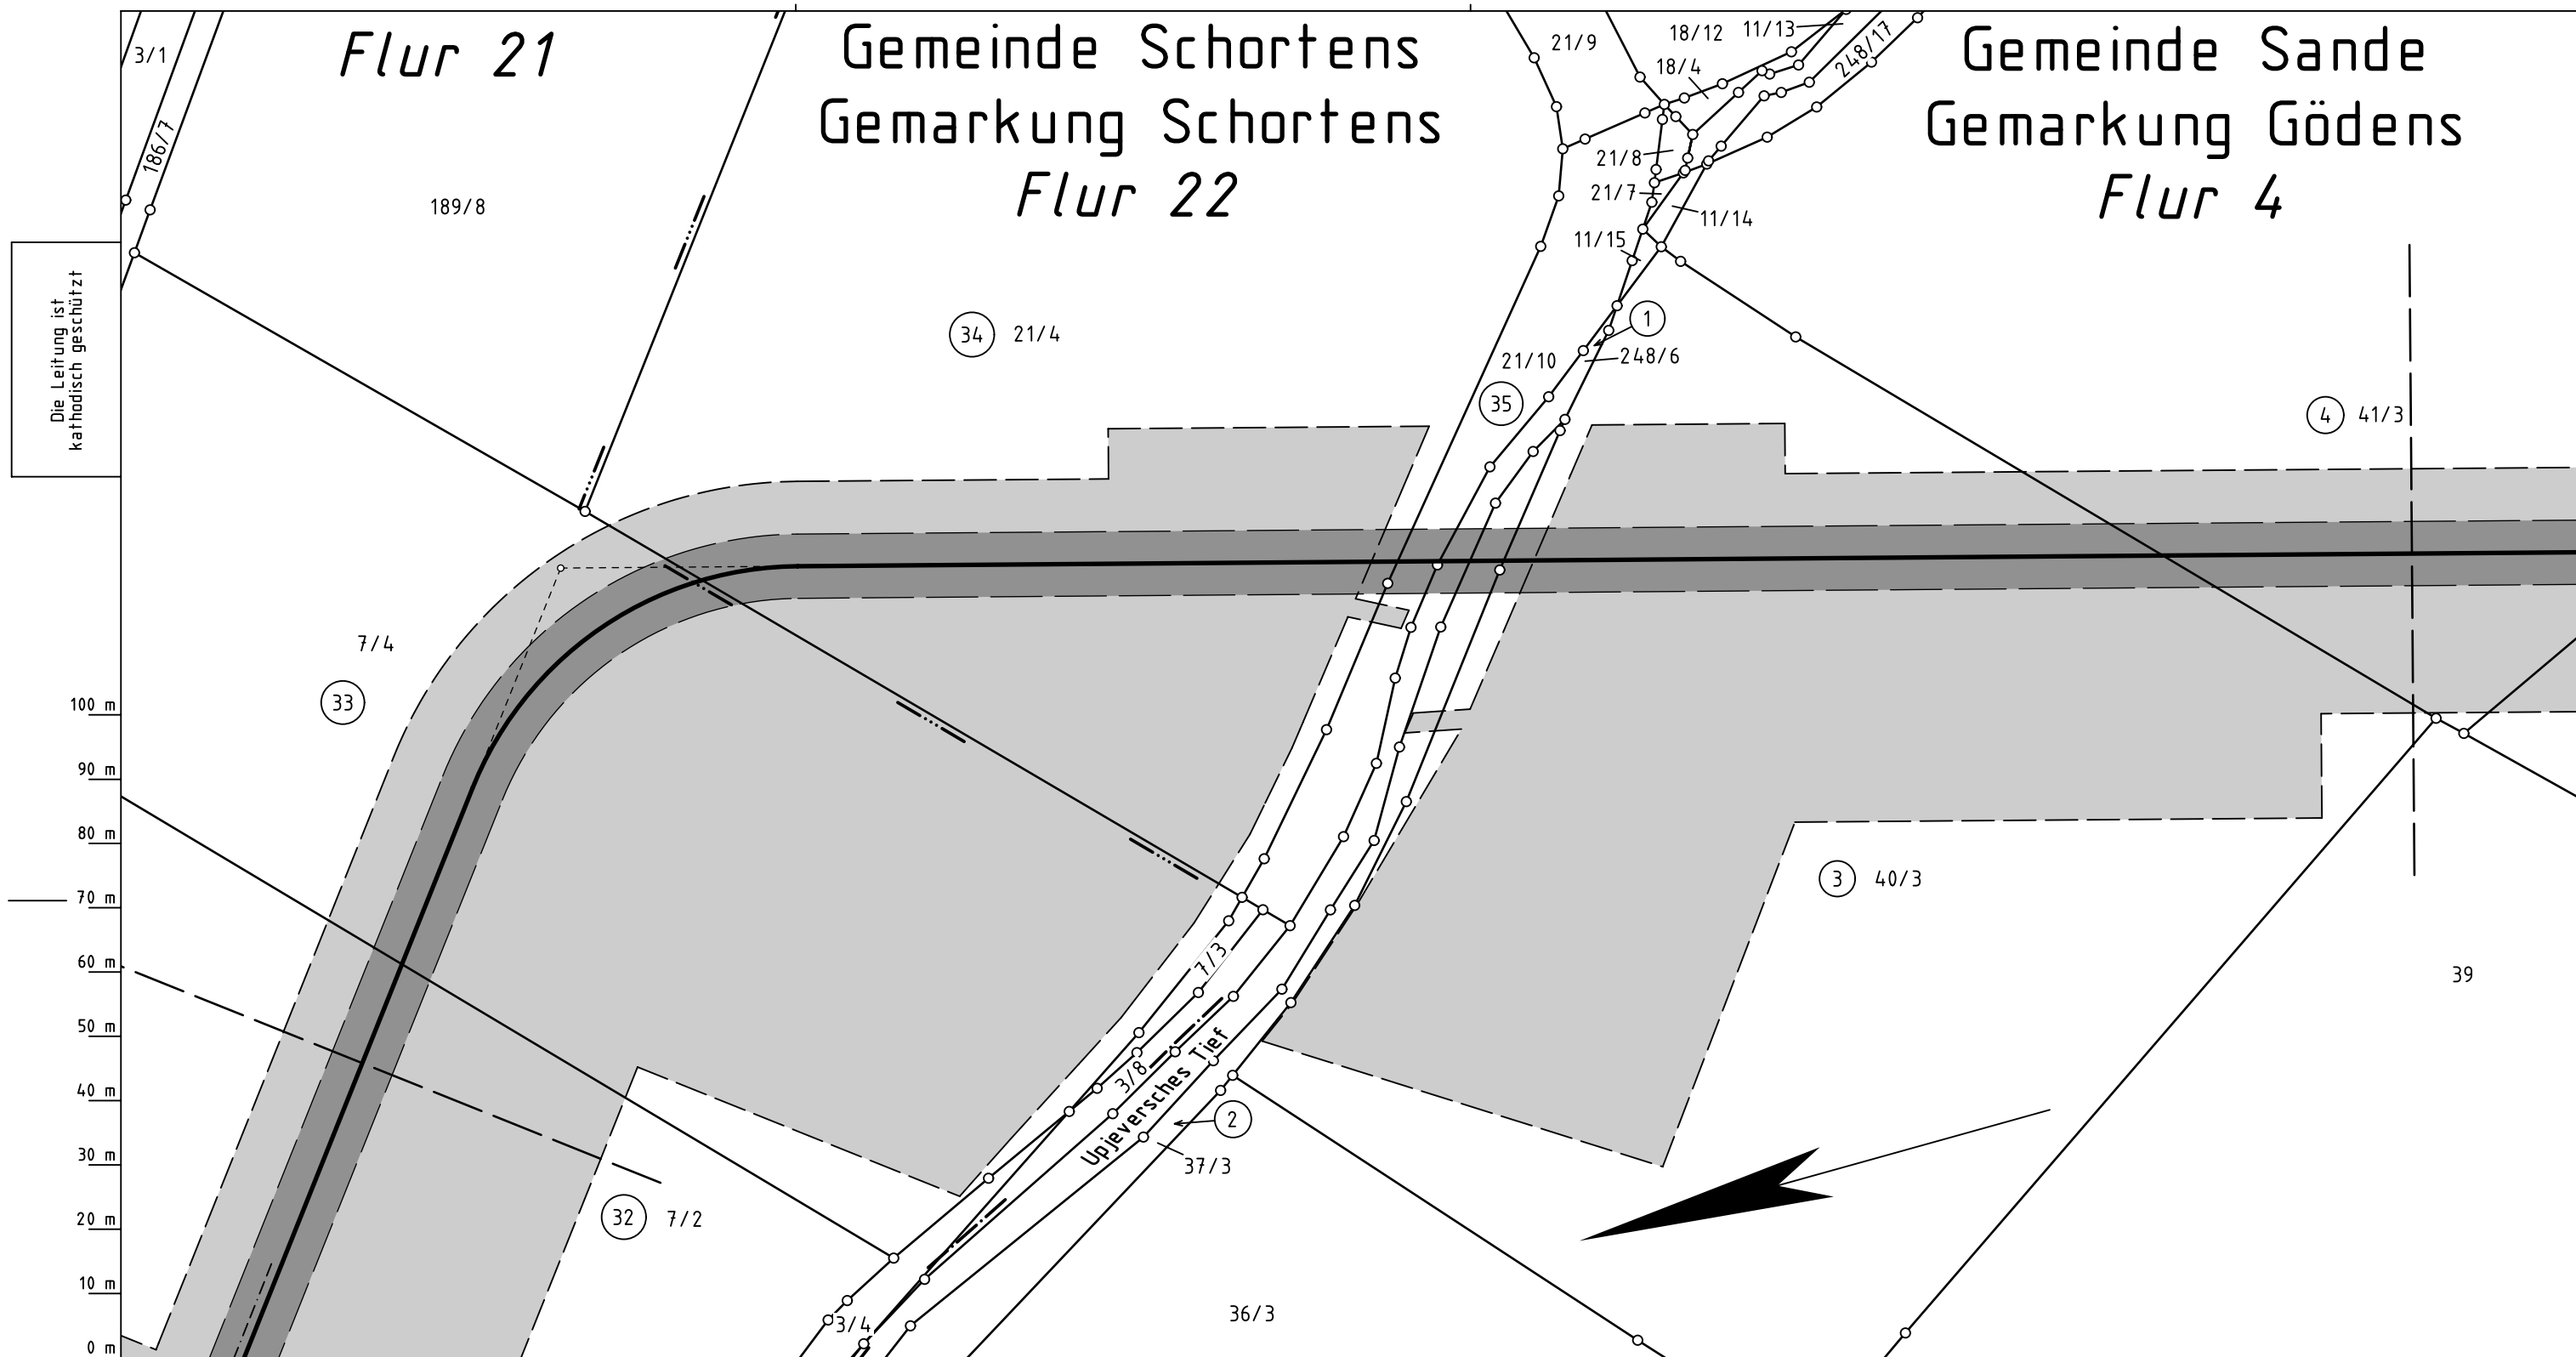 3/1
Flur 21
Gemeinde Schortens
Gemarkung Schortens
Flur 22
21/9
18/12
11/13
18/4
248/17
Gemeinde Sande
Gemarkung Gödens
Flur 4
186/7
189/8
21/8
21/7
11/14
11/15
Die Leitung ist
kathodisch geschützt
34 21/4
1
21/10
248/6
35
4 41/3
7/4
33
100 m
90 m
80 m
70 m
60 m
50 m
40 m
30 m
20 m
10 m
0 m
3 40/3
39
7/3
3/8
Upjeversches Tief
2
37/3
32 7/2
3/4
36/3